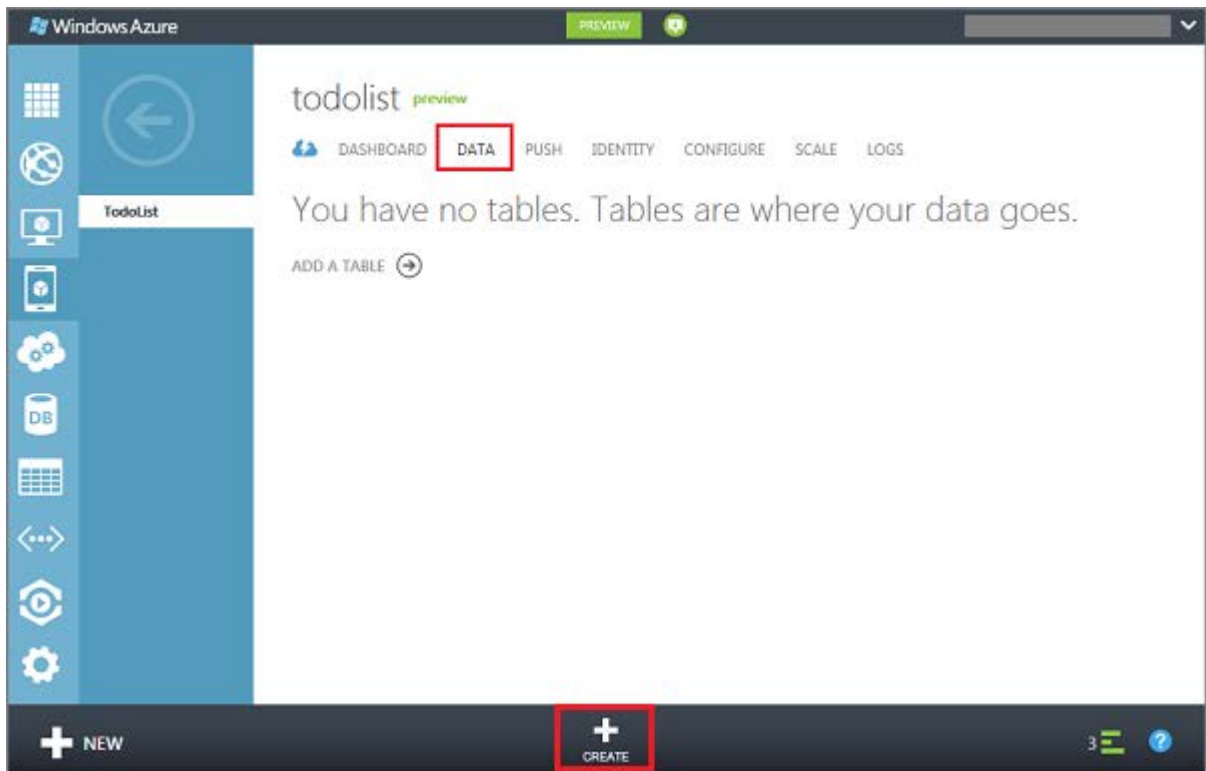 Windows Azure PREVIEW
todolist preview
DASHBOARD DATA PUSH IDENTITY CONFIGURE SCALE LOGS
TodoList
You have no tables. Tables are where your data goes.
ADD A TABLE
DB
NEW
CREATE
3 ?